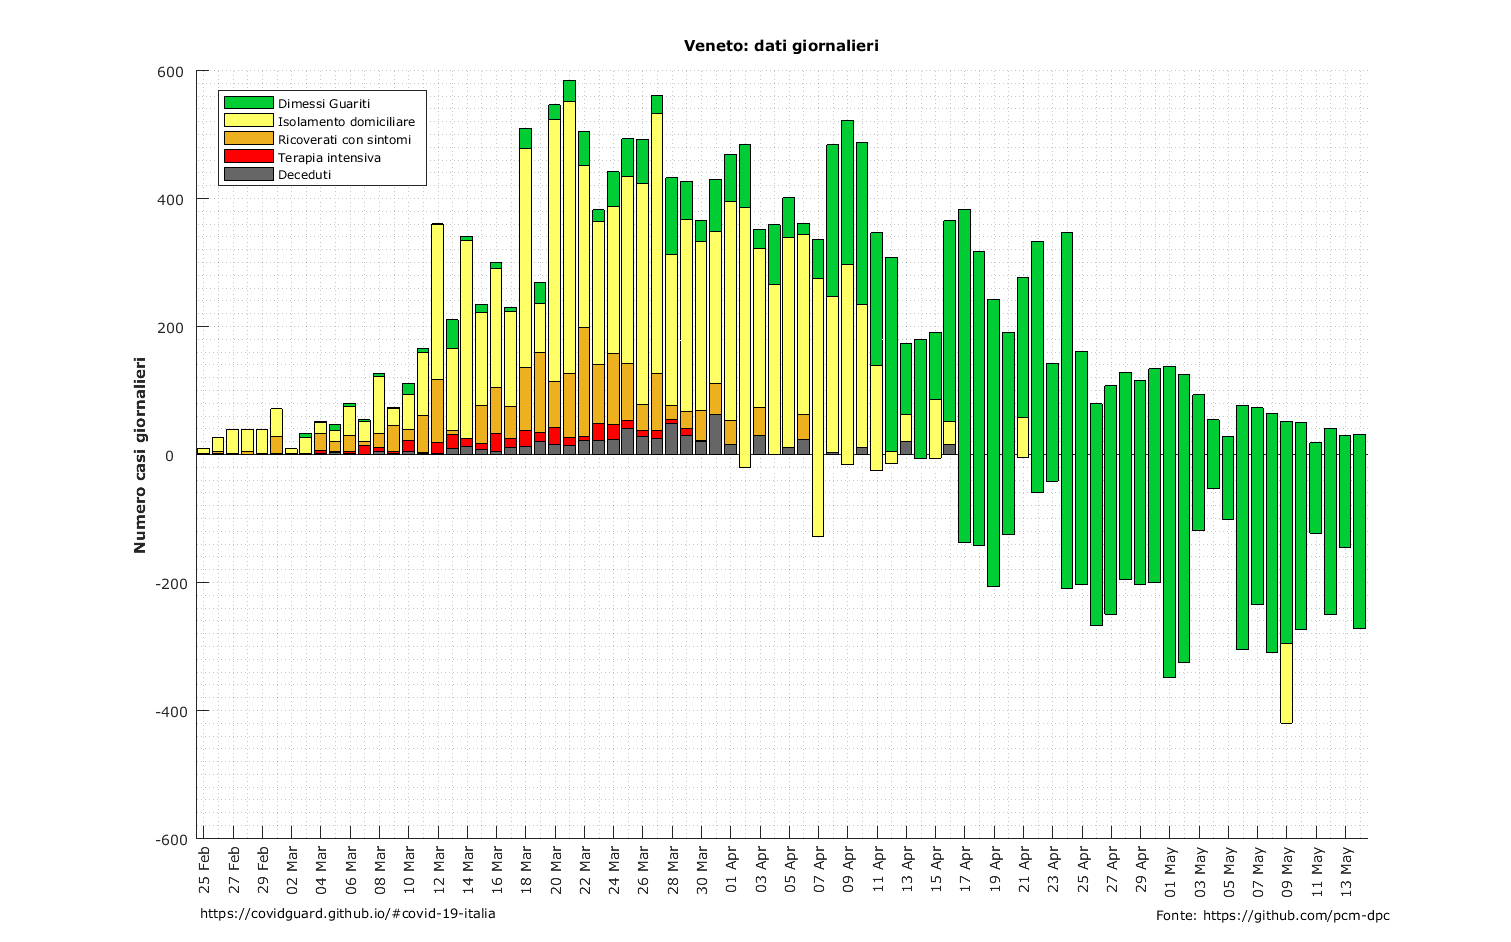 Veneto: dati giornalieri
600
400
200
0
-200
-400
-600
Numero casi giornalieri
Dimessi Guariti
Isolamento domiciliare
Ricoverati con sintomi
Terapia intensiva
Deceduti
25 Feb
27 Feb
29 Feb
02 Mar
04 Mar
06 Mar
08 Mar
10 Mar
12 Mar
14 Mar
16 Mar
18 Mar
20 Mar
22 Mar
24 Mar
26 Mar
28 Mar
30 Mar
01 Apr
03 Apr
05 Apr
07 Apr
09 Apr
11 Apr
13 Apr
15 Apr
17 Apr
19 Apr
21 Apr
23 Apr
25 Apr
27 Apr
29 Apr
01 May
03 May
05 May
07 May
09 May
11 May
13 May
https://covidguard.github.io/#covid-19-italia
Fonte: https://github.com/pcm-dpc